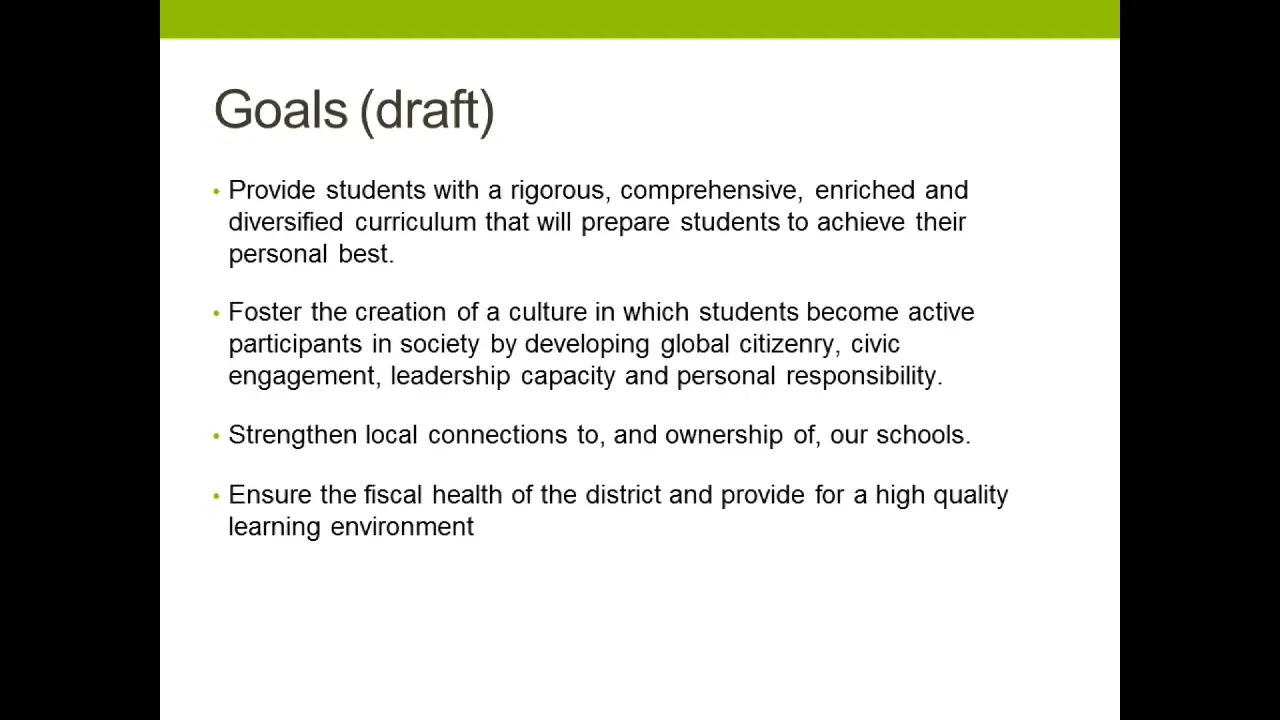 Goals (draft)
• Provide students with a rigorous, comprehensive, enriched and
diversified curriculum that will prepare students to achieve their
personal best.
• Foster the creation of a culture in which students become active
participants in society by developing global citizenry, civic
engagement, leadership capacity and personal responsibility.
• Strengthen local connections to, and ownership of, our schools.
• Ensure the fiscal health of the district and provide for a high quality
learning environment